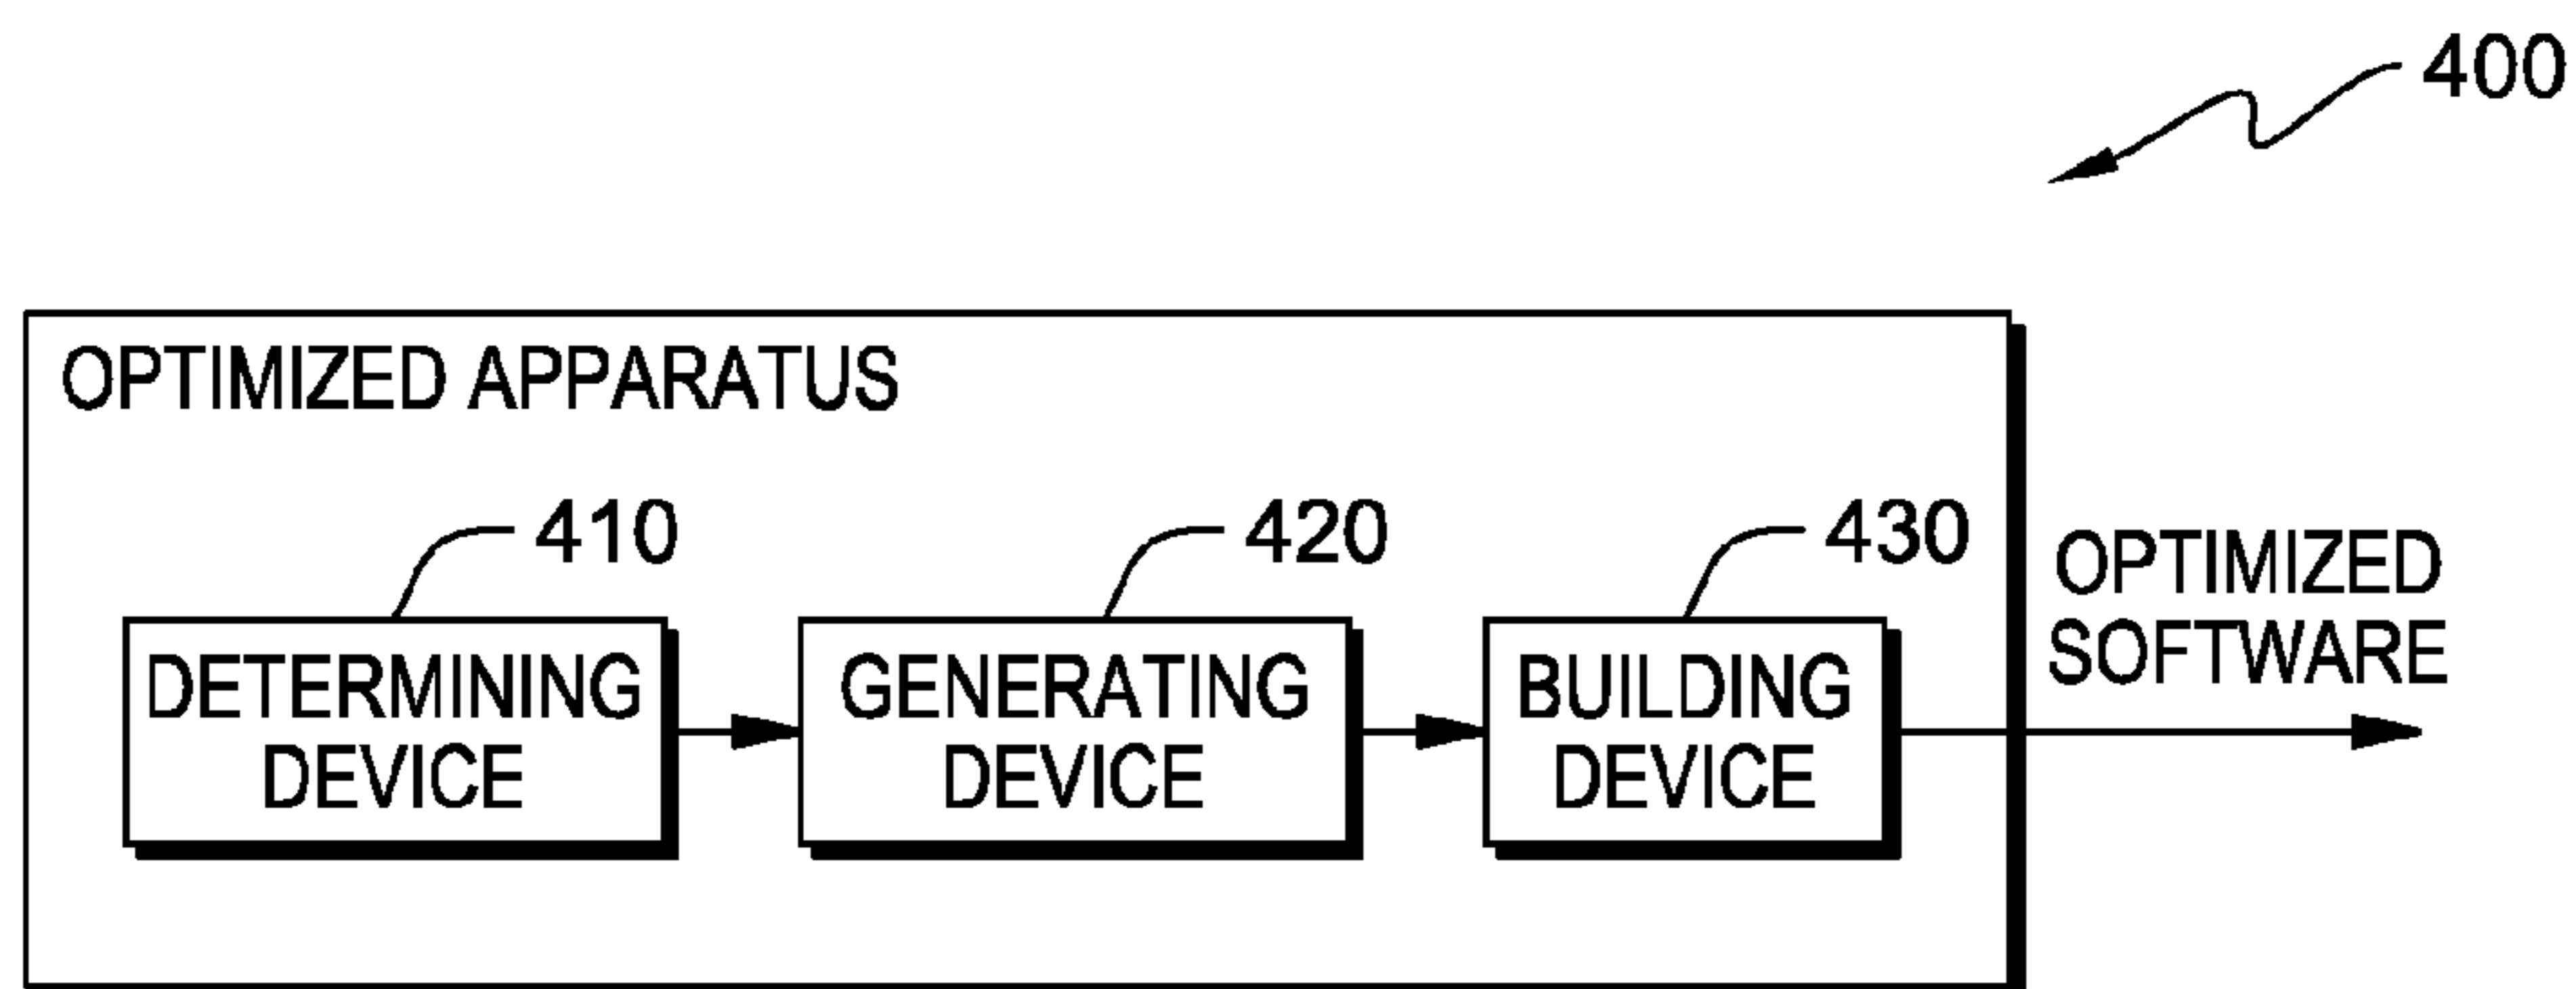 400
OPTIMIZED APPARATUS
410
420
430
DETERMINING
DEVICE
GENERATING
DEVICE
BUILDING
DEVICE
OPTIMIZED
SOFTWARE